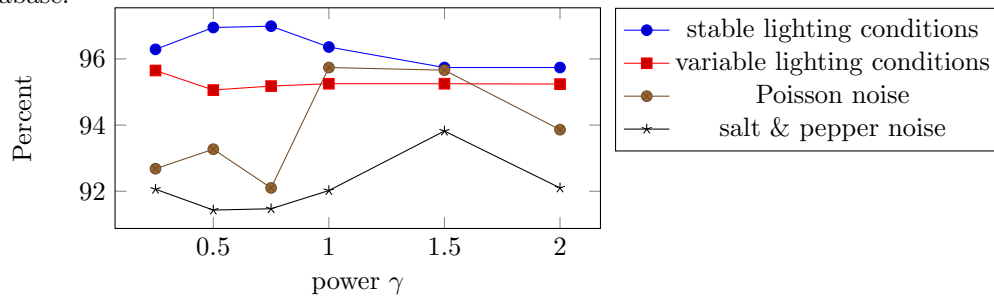 96
94
92
Percent
0.5 1 1.5 2
power γ
stable lighting conditions
variable lighting conditions
Poisson noise
salt & pepper noise